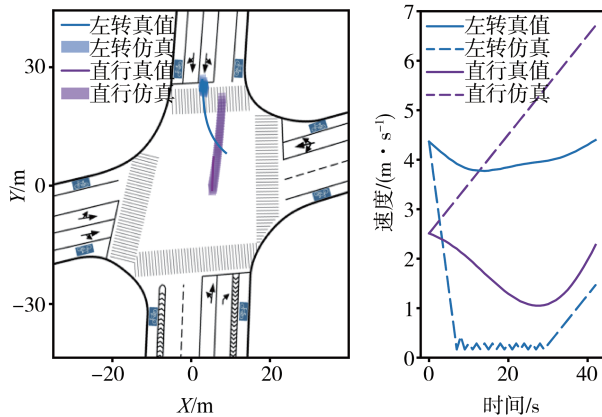 左转真值
左转仿真
直行真值
直行仿真
30
0
−30
Y/m
−20
0
20
X/m
左转真值
左转仿真
直行真值
直行仿真
7
6
5
4
3
2
1
0
速度/(m·s⁻¹)
0
20
40
时间/s